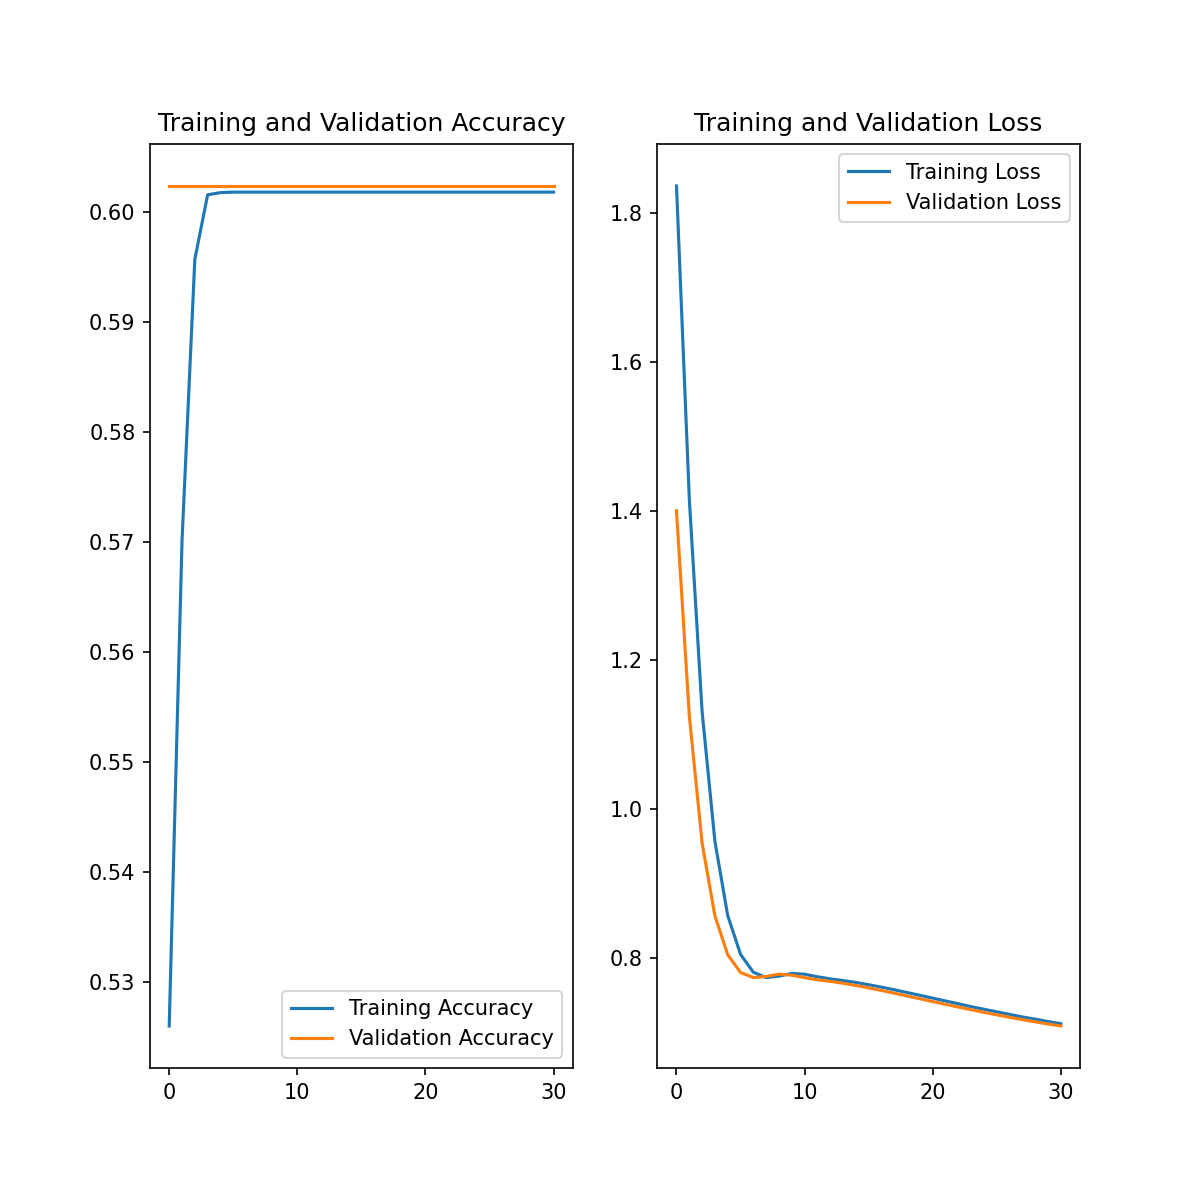 Training and Validation Accuracy
0.60
0.59
0.58
0.57
0.56
0.55
0.54
0.53
Training Accuracy
Validation Accuracy
0 10 20 30
Training and Validation Loss
Training Loss
Validation Loss
1.8
1.6
1.4
1.2
1.0
0.8
0 10 20 30